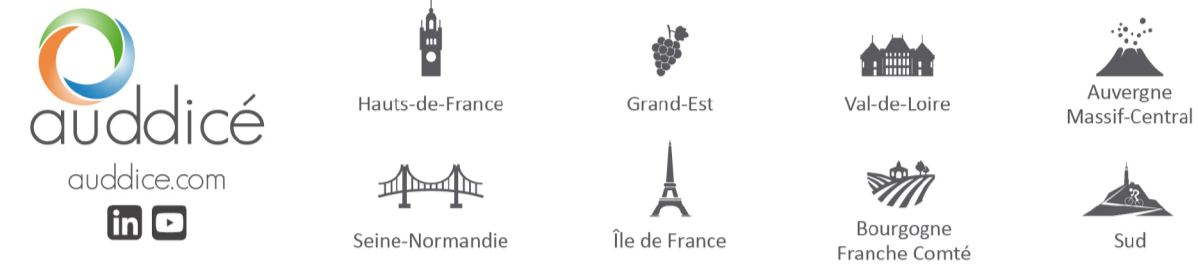 auddicé
auddice.com
in
Hauts-de-France
Grand-Est
Val-de-Loire
Auvergne
Massif-Central
Seine-Normandie
Île de France
Bourgogne
Franche Comté
Sud